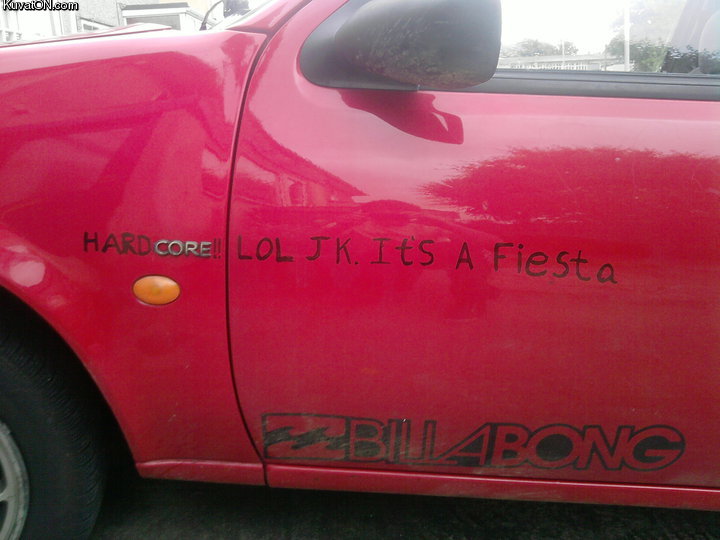 KuvatON.com
HARDCORE!! LOL JK. It's A Fiesta
BILLABONG